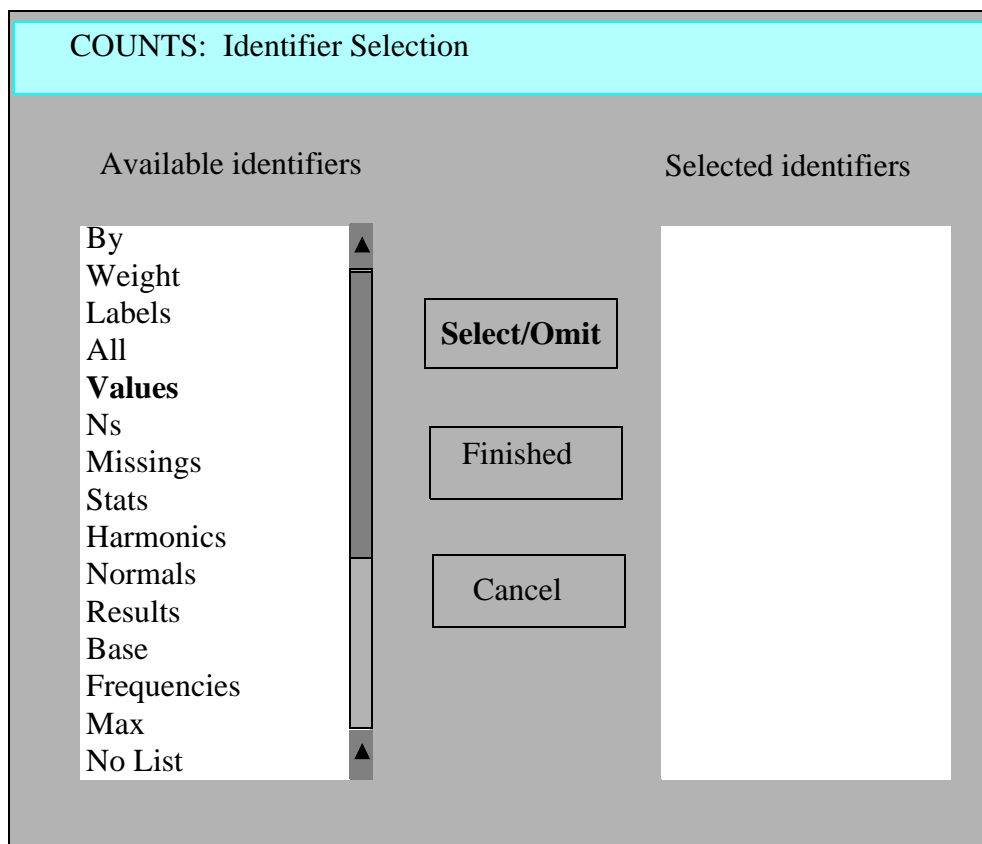 COUNTS: Identifier Selection
Available identifiers
Selected identifiers
By
Weight
Labels
All
Values
Ns
Missings
Stats
Harmonics
Normals
Results
Base
Frequencies
Max
No List
Select/Omit
Finished
Cancel